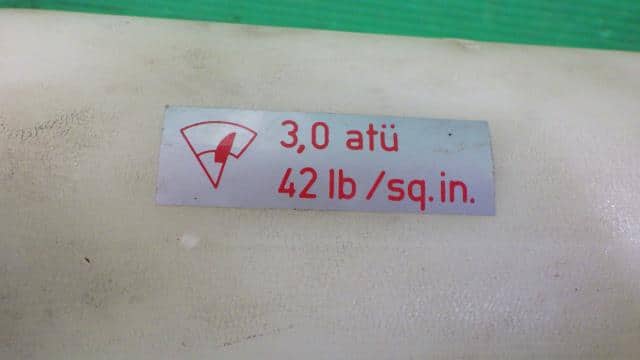 3,0 atü
42 lb/sq.in.